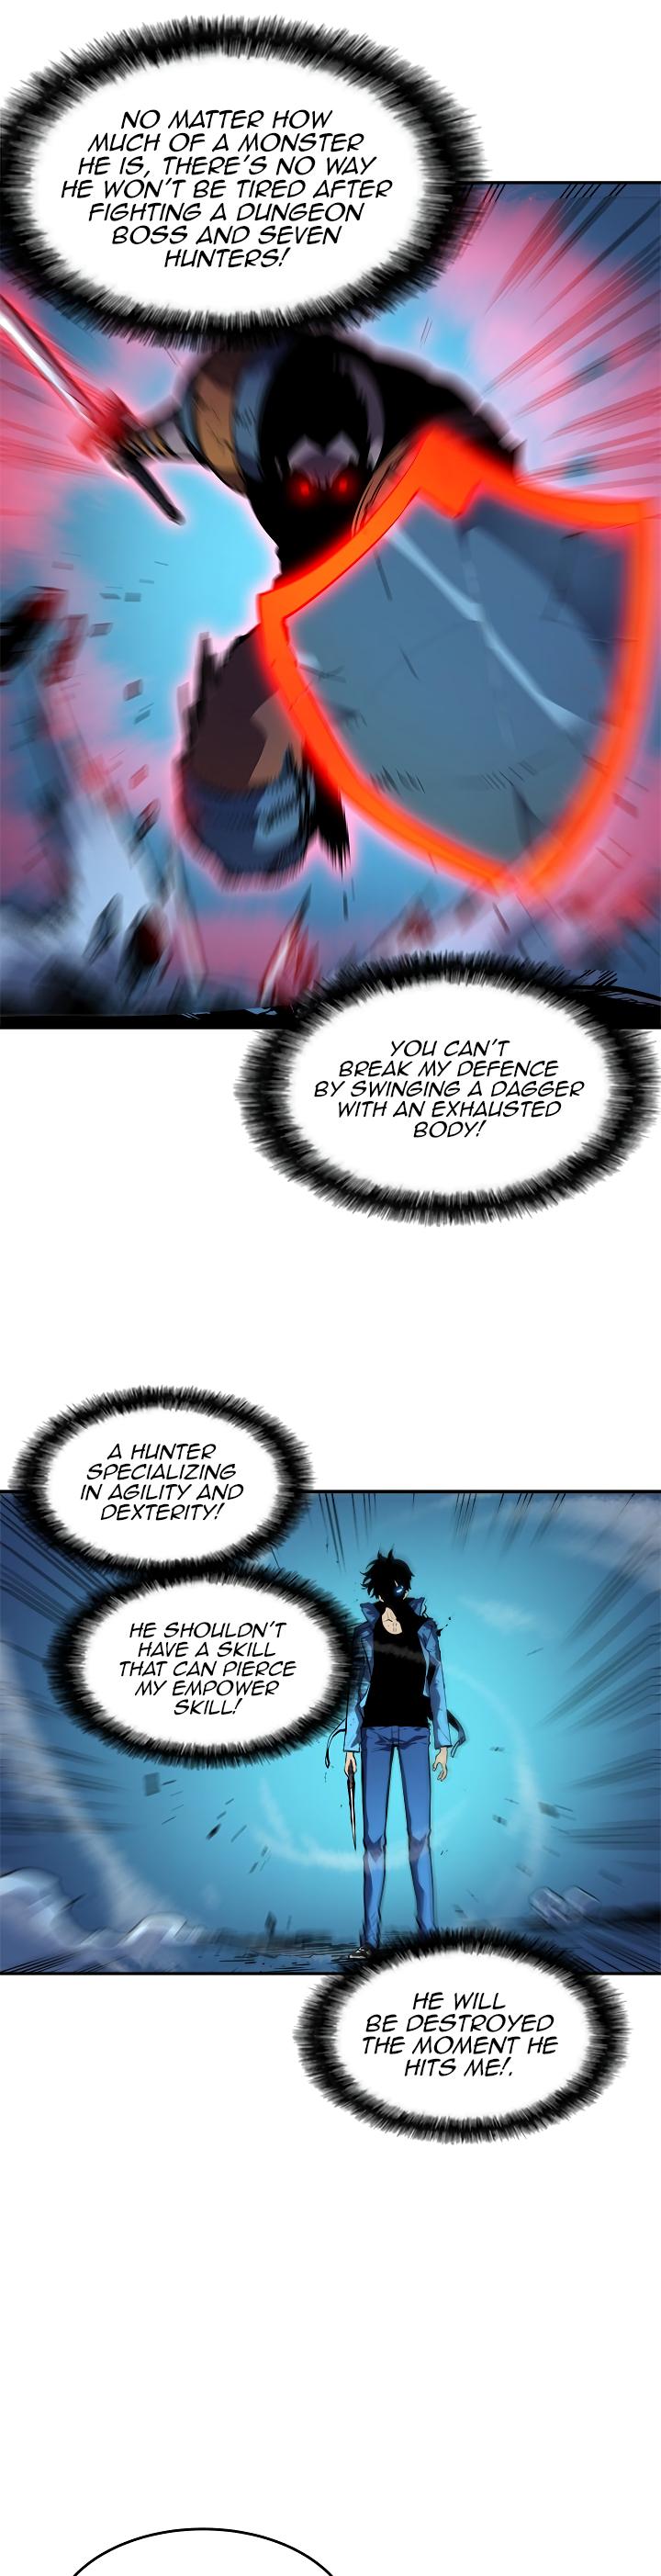 NO MATTER HOW
MUCH OF A MONSTER
HE IS, THERE'S NO WAY
HE WON'T BE TIRED AFTER
FIGHTING A DUNGEON
BOSS AND SEVEN
HUNTERS!
YOU CAN'T
BREAK MY DEFENCE
BY SWINGING A DAGGER
WITH AN EXHAUSTED
BODY!
A HUNTER
SPECIALIZING
IN AGILITY AND
DEXTERITY!
HE SHOULDN'T
HAVE A SKILL
THAT CAN PIERCE
MY EMPOWER
SKILL!
HE WILL
BE DESTROYED
THE MOMENT HE
HITS ME!.